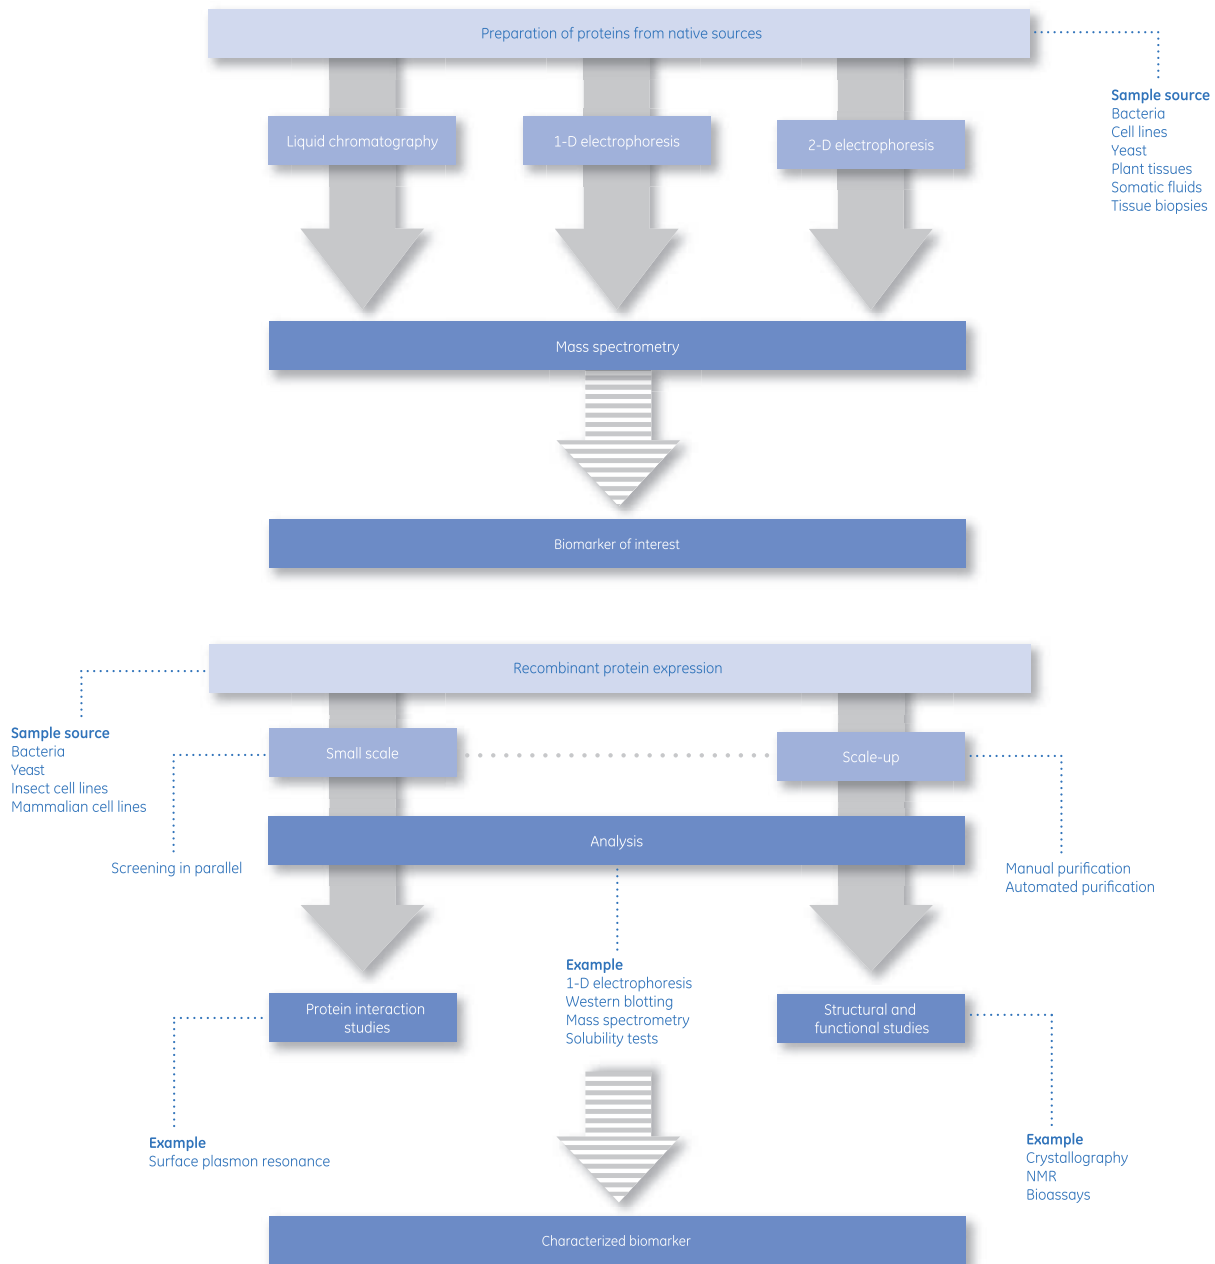 Preparation of proteins from native sources
Sample source
Bacteria
Cell lines
Yeast
Plant tissues
Somatic fluids
Tissue biopsies
Liquid chromatography
1-D electrophoresis
2-D electrophoresis
Mass spectrometry
Biomarker of interest
Recombinant protein expression
Sample source
Bacteria
Yeast
Insect cell lines
Mammalian cell lines
Small scale
Scale-up
Screening in parallel
Analysis
Manual purification
Automated purification
Example
1-D electrophoresis
Western blotting
Mass spectrometry
Solubility tests
Protein interaction
studies
Structural and
functional studies
Example
Surface plasmon resonance
Example
Crystallography
NMR
Bioassays
Characterized biomarker